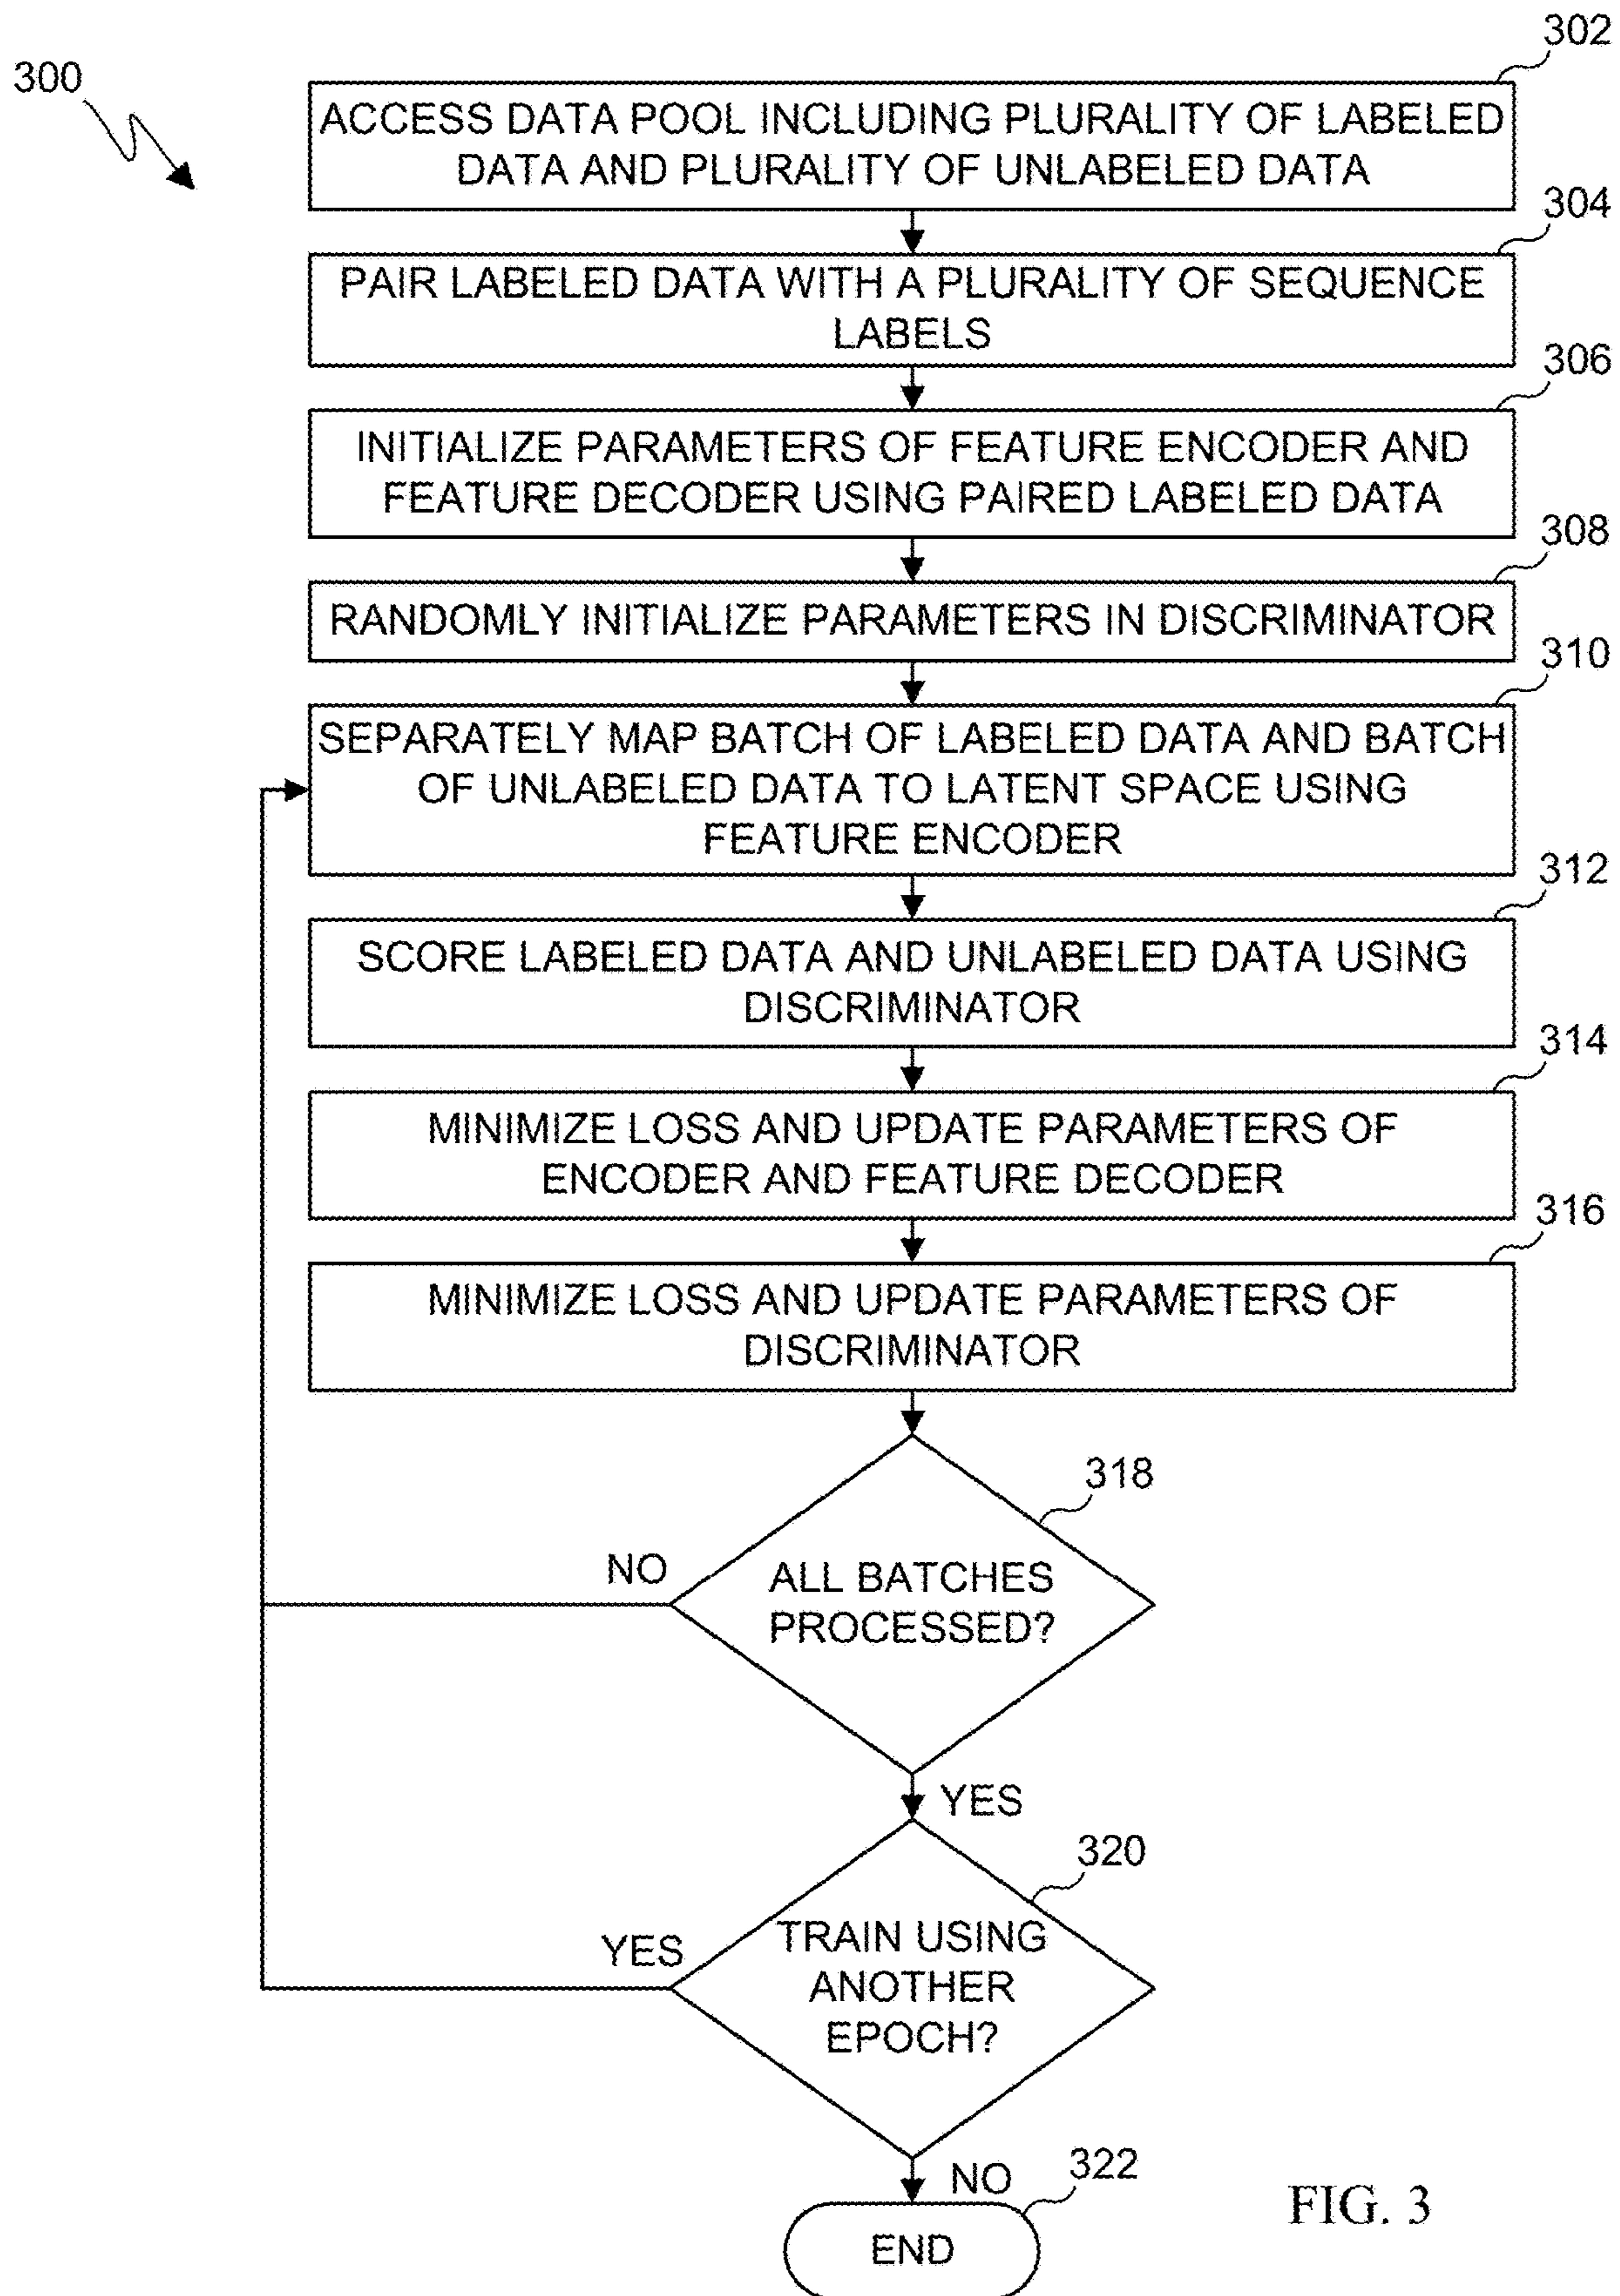 300
302
ACCESS DATA POOL INCLUDING PLURALITY OF LABELED
DATA AND PLURALITY OF UNLABELED DATA
304
PAIR LABELED DATA WITH A PLURALITY OF SEQUENCE
LABELS
306
INITIALIZE PARAMETERS OF FEATURE ENCODER AND
FEATURE DECODER USING PAIRED LABELED DATA
308
RANDOMLY INITIALIZE PARAMETERS IN DISCRIMINATOR
310
SEPARATELY MAP BATCH OF LABELED DATA AND BATCH
OF UNLABELED DATA TO LATENT SPACE USING
FEATURE ENCODER
312
SCORE LABELED DATA AND UNLABELED DATA USING
DISCRIMINATOR
314
MINIMIZE LOSS AND UPDATE PARAMETERS OF
ENCODER AND FEATURE DECODER
316
MINIMIZE LOSS AND UPDATE PARAMETERS OF
DISCRIMINATOR
318
NO
ALL BATCHES
PROCESSED?
YES
320
YES
TRAIN USING
ANOTHER
EPOCH?
NO
322
END
FIG. 3